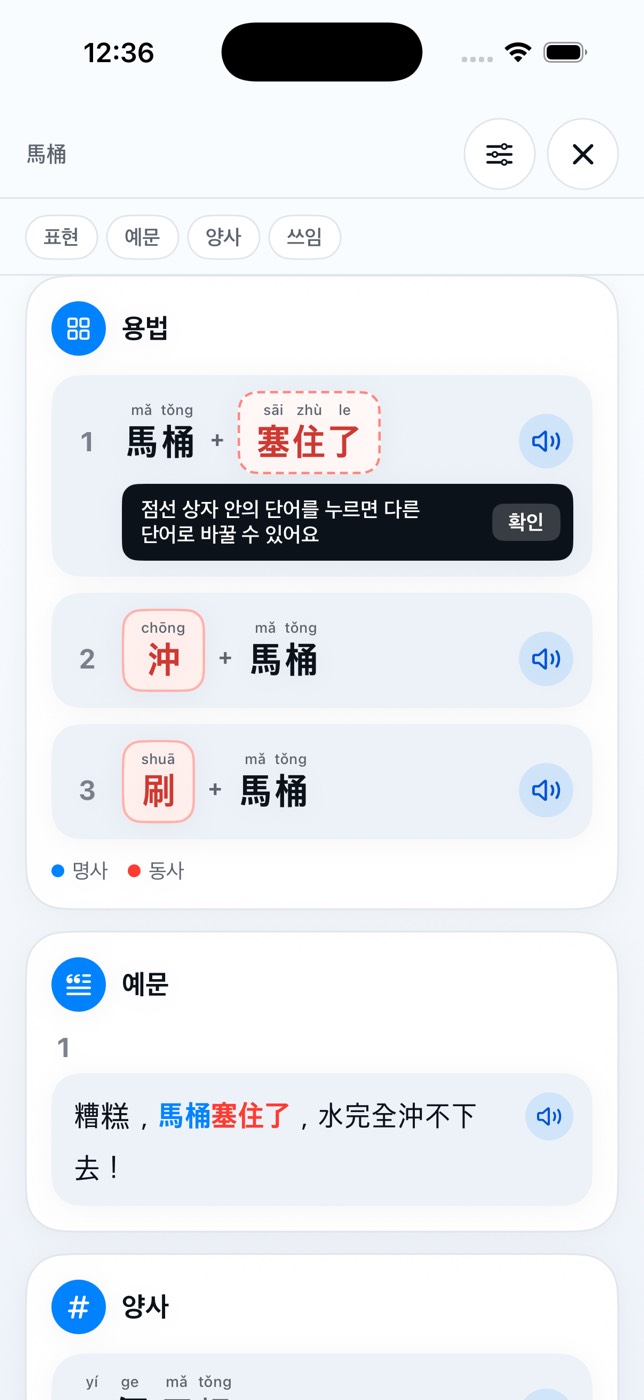 12:36
馬桶
표현 예문 양사 쓰임
용법
mǎ tǒng sāi zhù le
1 馬桶 + 塞住了
점선 상자 안의 단어를 누르면 다른
단어로 바꿀 수 있어요
확인
chōng mǎ tǒng
2 沖 + 馬桶
shuā mǎ tǒng
3 刷 + 馬桶
명사 동사
예문
1
糟糕，馬桶塞住了，水完全沖不下
去！
# 양사
yí ge mǎ tǒng